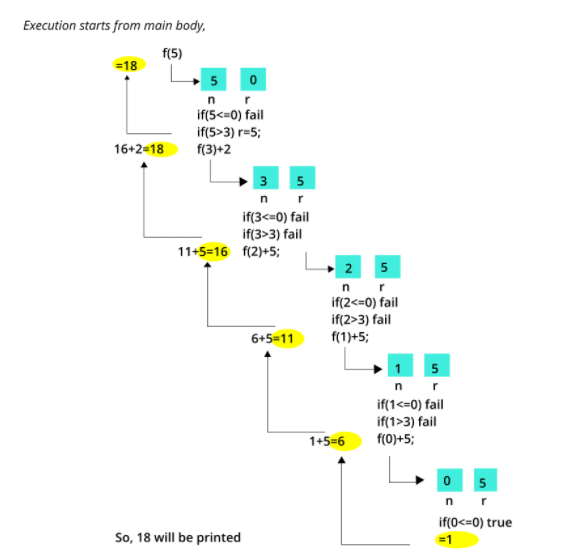 Execution starts from main body,
f(5)
=18
5 0
n r
if(5<=0) fail
if(5>3) r=5;
16+2=18 f(3)+2
3 5
n r
if(3<=0) fail
if(3>3) fail
11+5=16 f(2)+5;
2 5
n r
if(2<=0) fail
if(2>3) fail
6+5=11 f(1)+5;
1 5
n r
if(1<=0) fail
if(1>3) fail
1+5=6 f(0)+5;
0 5
n r
if(0<=0) true
So, 18 will be printed =1